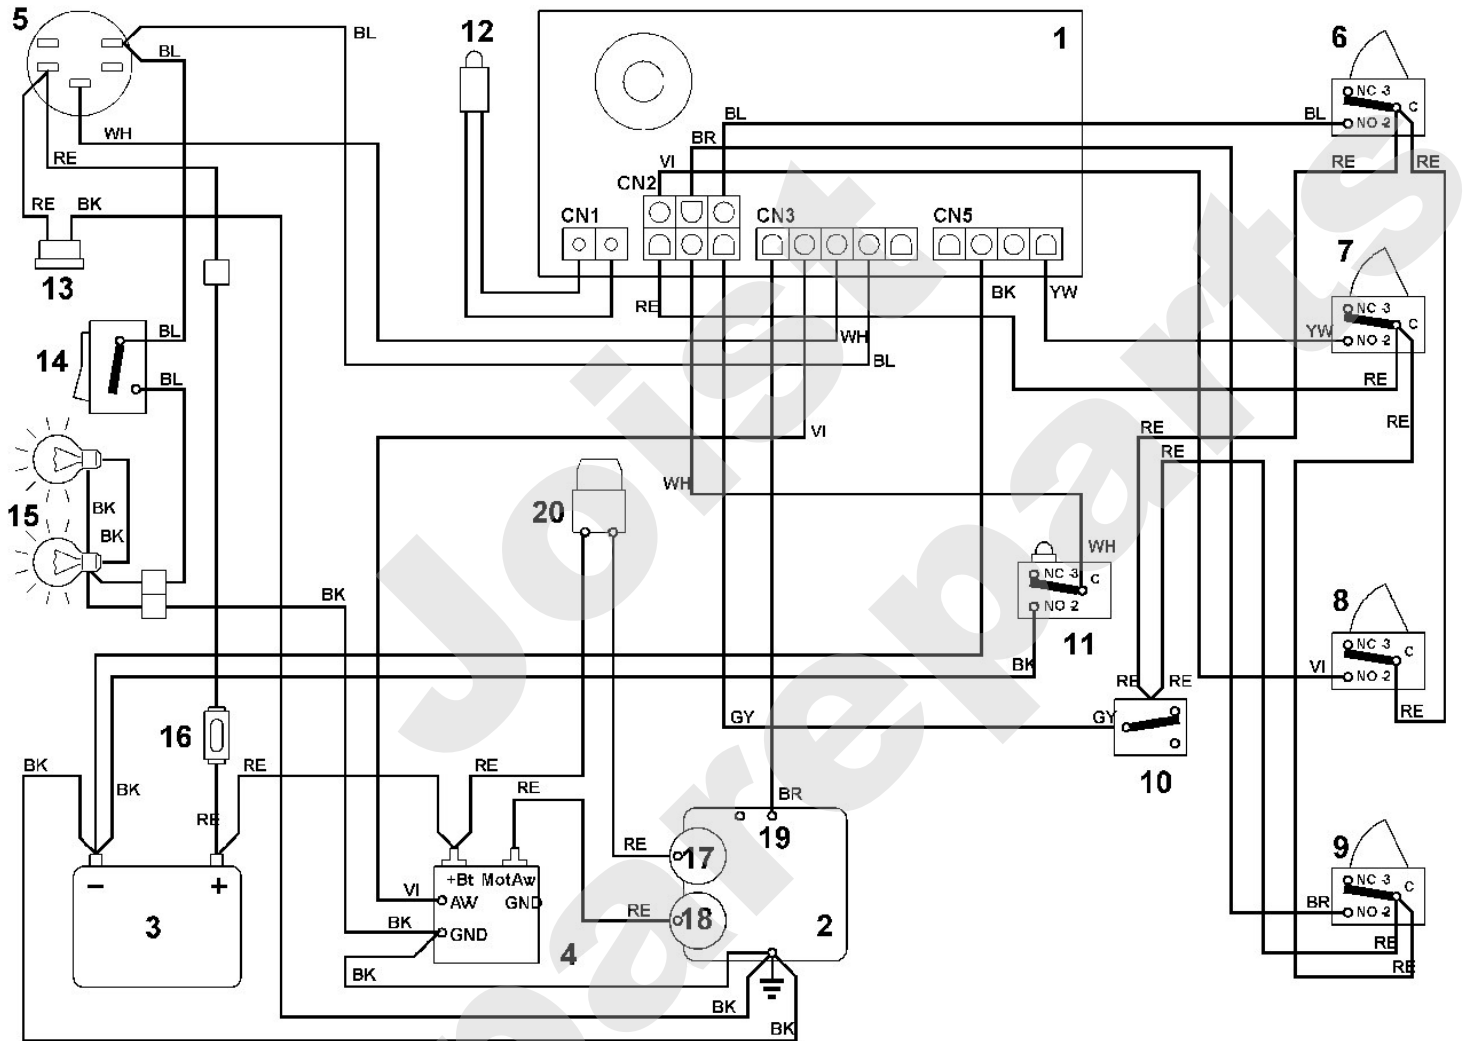 5
12
1
6
BL
BL
BL
BR
BL
NC -3
C
NO -2
WH
RE
VI
RE
RE
CN2
RE
BK
CN1
CN3
CN5
7
13
RE
BK
YW
NC -3
C
YW
NO -2
14
BL
WH
BL
BL
RE
RE
VI
RE
RE
WH
15
BK
BK
20
WH
NC -3
C
NO -2
BK
11
BK
8
NC -3
C
VI
NO -2
RE
RE
RE
16
GY
GY
10
BK
RE
RE
BK
RE
RE
BR
19
RE
17
9
NC -3
C
BR
NO -2
RE
RE
–
+
3
+Bt
MotAw
VI
AW
GND
BK
GND
4
RE
18
2
BK
BK
BK
Joist
spareparts